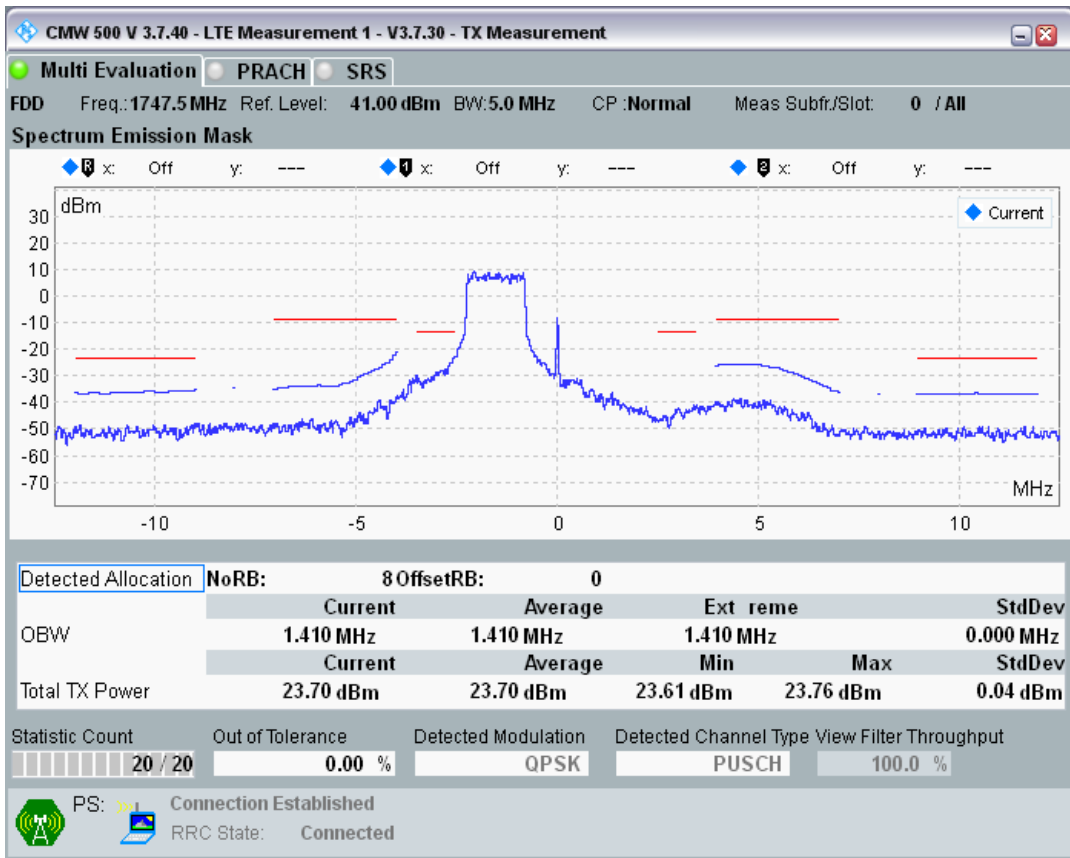 CMW 500 V 3.7.40 - LTE Measurement 1 - V3.7.30 - TX Measurement
Multi Evaluation PRACH SRS
FDD Freq.: 1747.5 MHz Ref. Level: 41.00 dBm BW: 5.0 MHz CP : Normal Meas Subfr./Slot: 0 / All
Spectrum Emission Mask
R x: Off y: --- 1 x: Off y: --- 2 x: Off y: ---
dBm
Current
30
20
10
0
-10
-20
-30
-40
-50
-60
-70
MHz
-10 -5 0 5 10
Detected Allocation NoRB: 8 OffsetRB: 0
Current Average Ext reme StdDev
OBW 1.410 MHz 1.410 MHz 1.410 MHz 0.000 MHz
Current Average Min Max StdDev
Total TX Power 23.70 dBm 23.70 dBm 23.61 dBm 23.76 dBm 0.04 dBm
Statistic Count Out of Tolerance Detected Modulation Detected Channel Type View Filter Throughput
20 / 20 0.00 % QPSK PUSCH 100.0 %
PS: Connection Established
RRC State: Connected